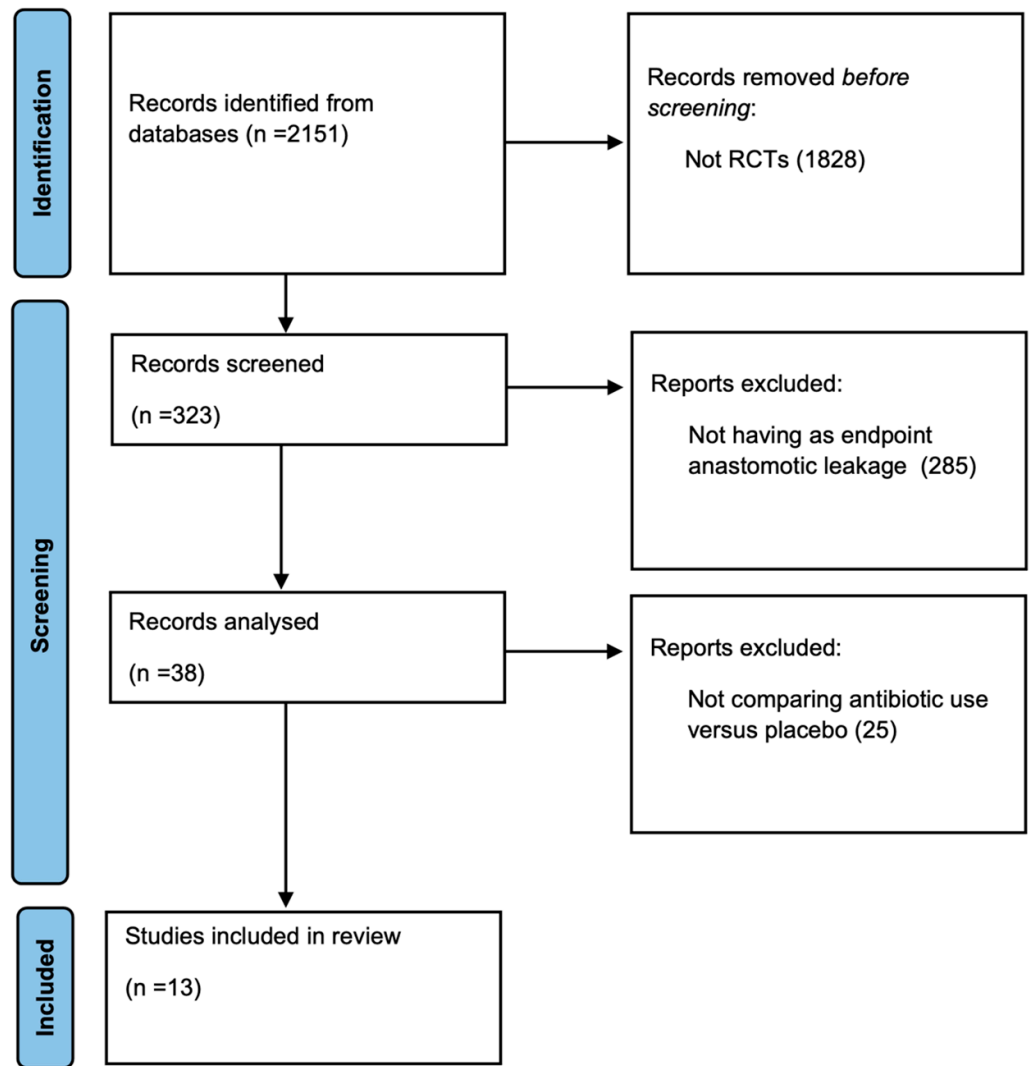 Identification
Records identified from
databases (n =2151)
Records removed before
screening:
Not RCTs (1828)
Screening
Records screened
(n =323)
Reports excluded:
Not having as endpoint
anastomotic leakage (285)
Records analysed
(n =38)
Reports excluded:
Not comparing antibiotic use
versus placebo (25)
Included
Studies included in review
(n =13)